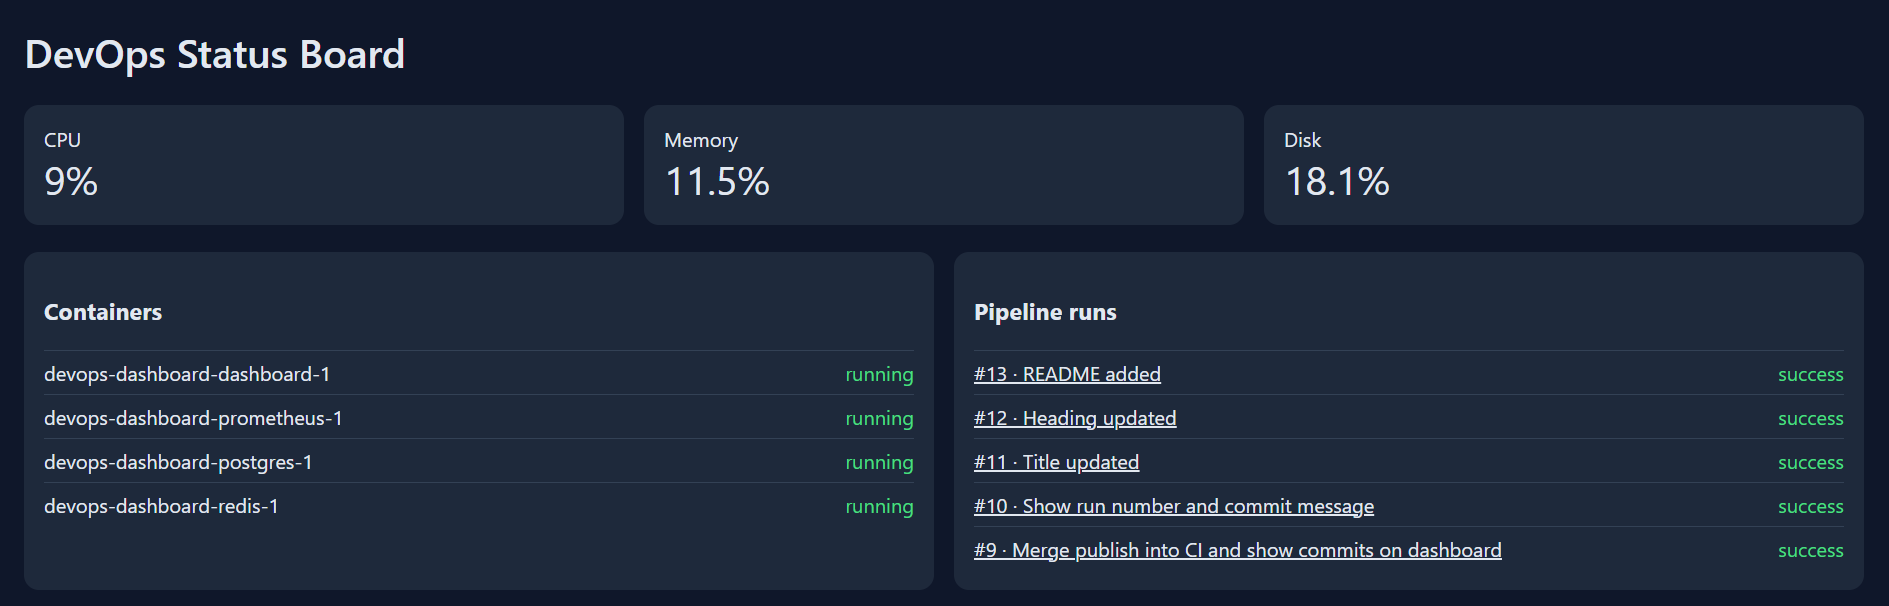 DevOps Status Board
CPU
9%
Memory
11.5%
Disk
18.1%
Containers
devops-dashboard-dashboard-1 running
devops-dashboard-prometheus-1 running
devops-dashboard-postgres-1 running
devops-dashboard-redis-1 running
Pipeline runs
#13 · README added success
#12 · Heading updated success
#11 · Title updated success
#10 · Show run number and commit message success
#9 · Merge publish into CI and show commits on dashboard success